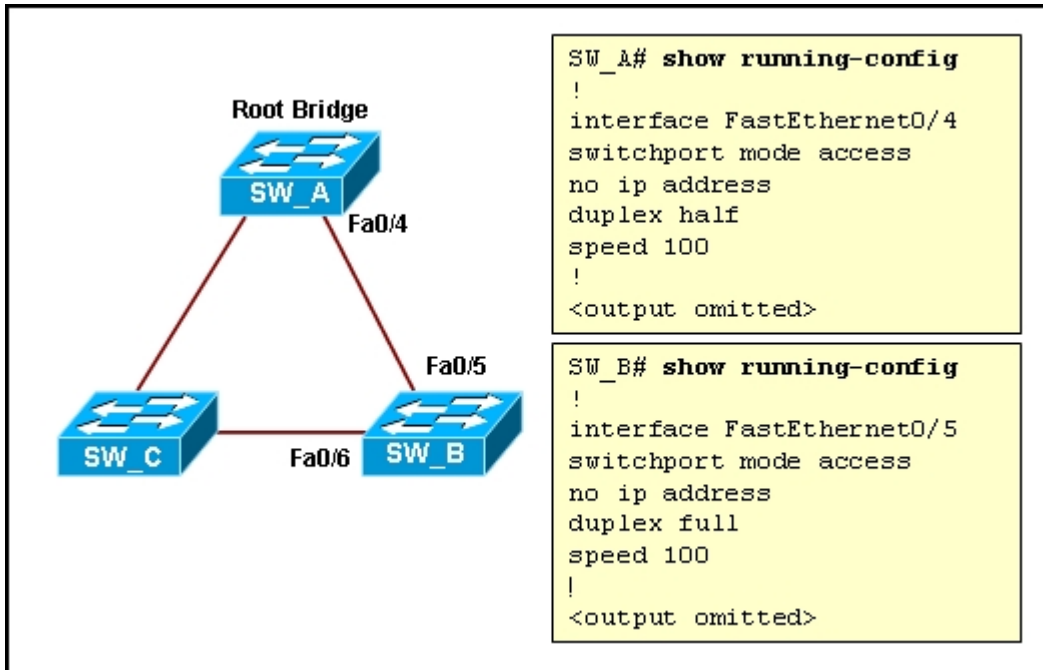 Root Bridge
SW_A
Fa0/4
Fa0/5
SW_C
Fa0/6
SW_B
SW_A# show running-config
!
interface FastEthernet0/4
switchport mode access
no ip address
duplex half
speed 100
!
<output omitted>
SW_B# show running-config
!
interface FastEthernet0/5
switchport mode access
no ip address
duplex full
speed 100
!
<output omitted>